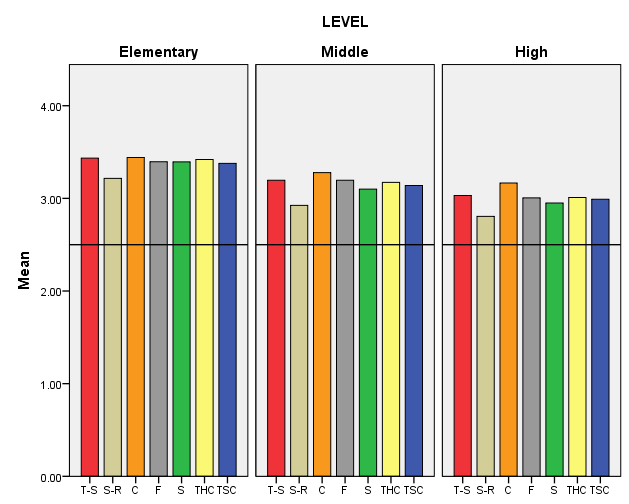 LEVEL
Elementary Middle High
4.00
3.00
2.00
1.00
0.00
Mean
T-S S-R C F S THC TSC T-S S-R C F S THC TSC T-S S-R C F S THC TSC